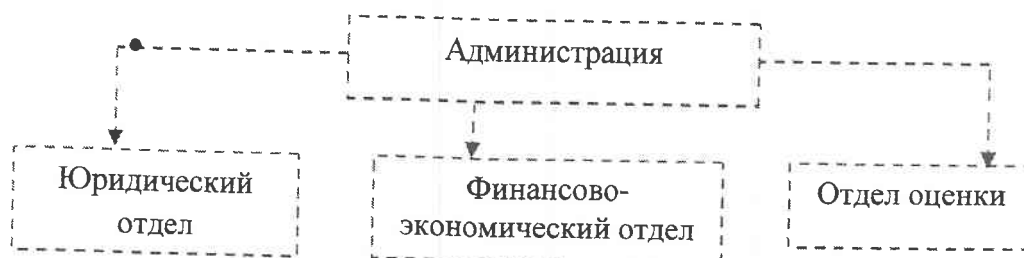 Администрация
Юридический
отдел
Финансово-
экономический отдел
Отдел оценки